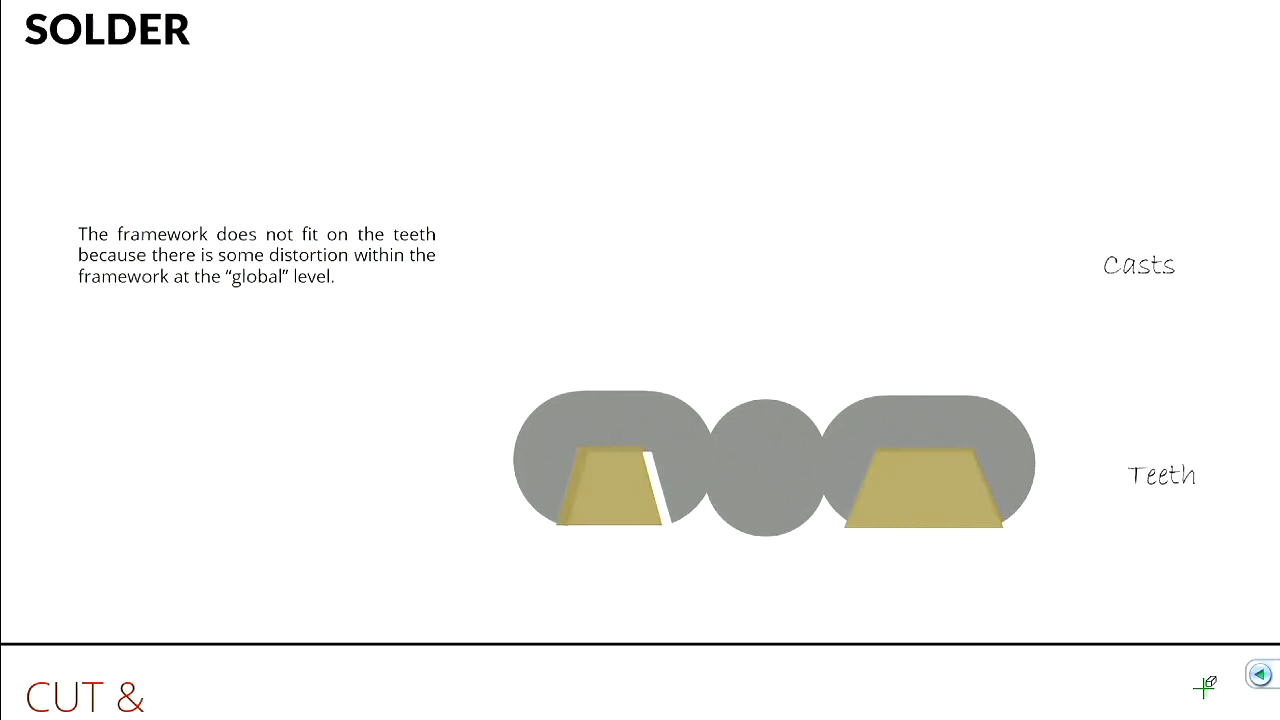 SOLDER
The framework does not fit on the teeth
because there is some distortion within the
framework at the “global” level.
Casts
Teeth
CUT &